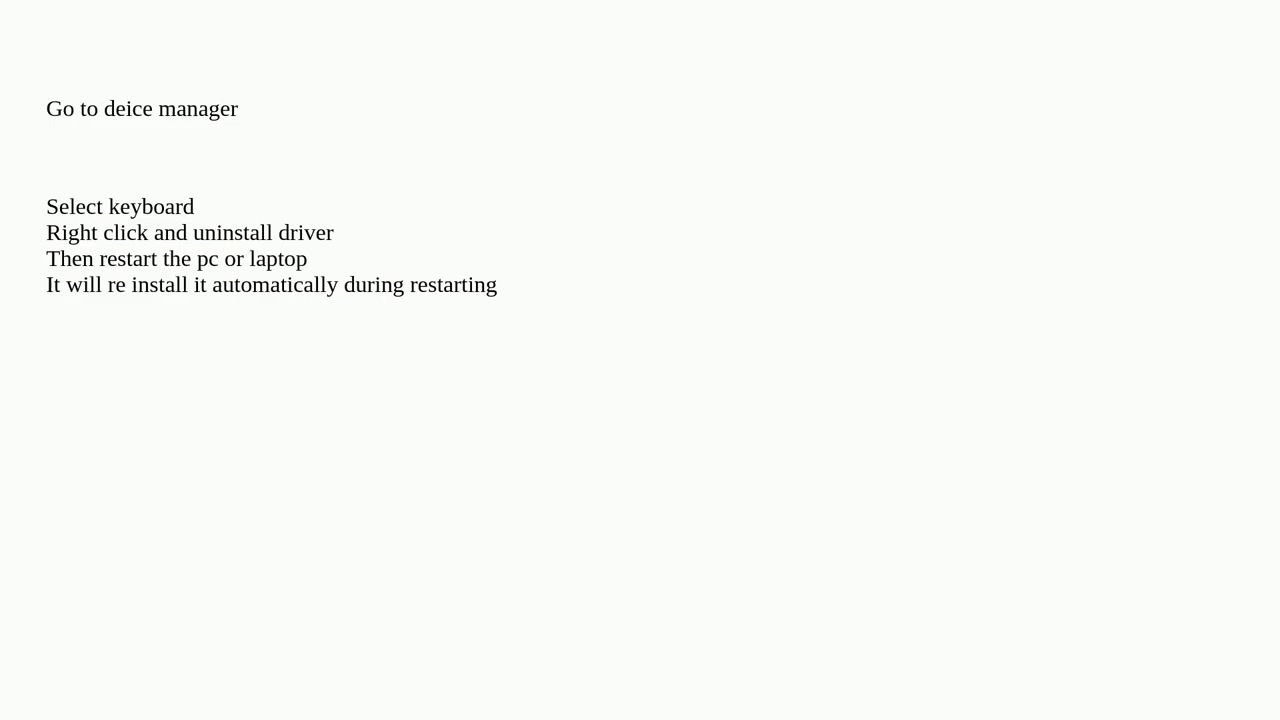 Go to deice manager
Select keyboard
Right click and uninstall driver
Then restart the pc or laptop
It will re install it automatically during restarting